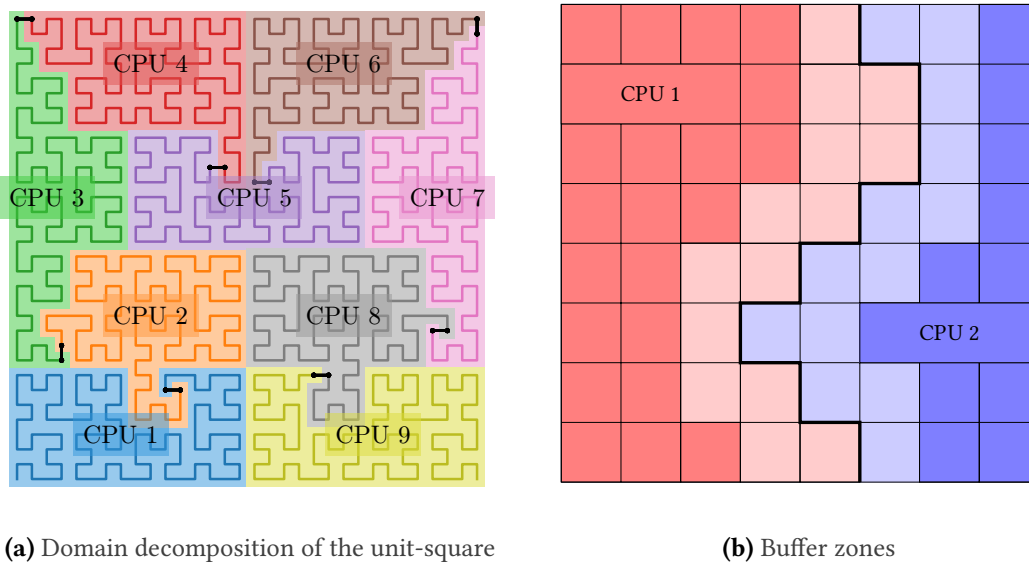 CPU 4
CPU 6
CPU 3
CPU 5
CPU 7
CPU 2
CPU 8
CPU 1
CPU 9
CPU 1
CPU 2
(a) Domain decomposition of the unit-square
(b) Buffer zones